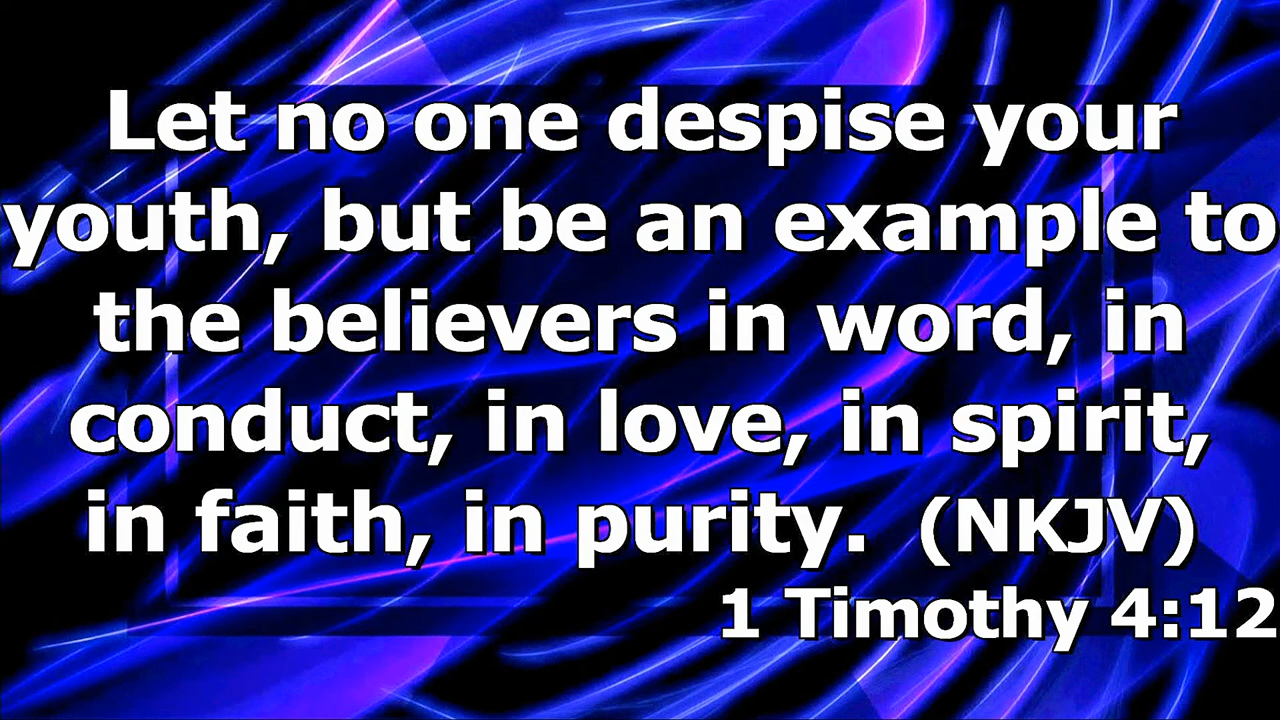 Let no one despise your
youth, but be an example to
the believers in word, in
conduct, in love, in spirit,
in faith, in purity.  (NKJV)
1 Timothy 4:12